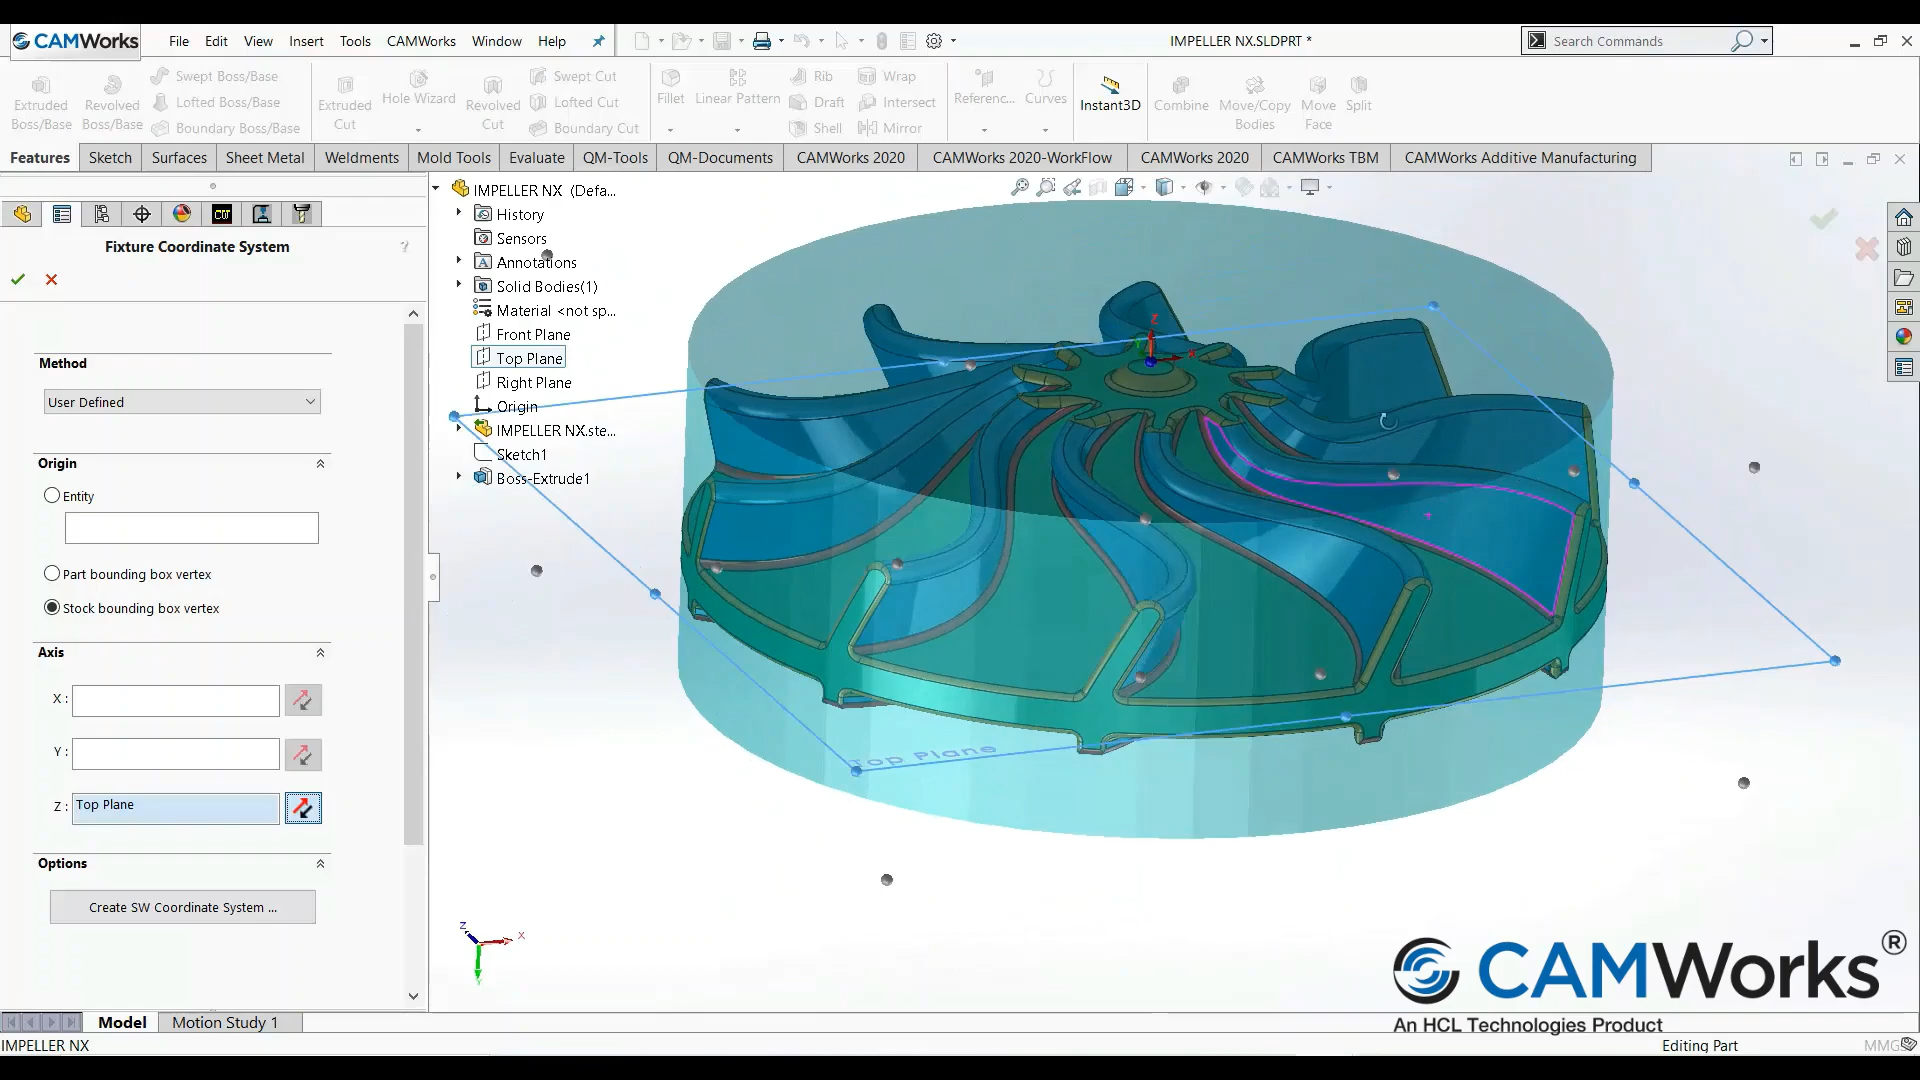 CAMWorks File Edit View Insert Tools CAMWorks Window Help IMPELLER NX.SLDPRT * Search Commands
Extruded Boss/Base
Revolved Boss/Base
Swept Boss/Base
Lofted Boss/Base
Boundary Boss/Base
Extruded Cut
Hole Wizard
Revolved Cut
Swept Cut
Lofted Cut
Boundary Cut
Fillet
Linear Pattern
Rib
Draft
Shell
Wrap
Intersect
Mirror
Referenc...
Curves
Instant3D
Combine
Move/Copy Bodies
Move Face
Split
Features Sketch Surfaces Sheet Metal Weldments Mold Tools Evaluate QM-Tools QM-Documents CAMWorks 2020 CAMWorks 2020-WorkFlow CAMWorks 2020 CAMWorks TBM CAMWorks Additive Manufacturing
Fixture Coordinate System ?
Method
User Defined
Origin
Entity
Part bounding box vertex
Stock bounding box vertex
Axis
X :
Y :
Z : Top Plane
Options
Create SW Coordinate System ...
IMPELLER NX (Defa...
History
Sensors
Annotations
Solid Bodies(1)
Material <not sp...
Front Plane
Top Plane
Right Plane
Origin
IMPELLER NX.ste...
Sketch1
Boss-Extrude1
Z
X
Y
Top Plane
Z
X
Y
CAMWorks®
An HCL Technologies Product
Model Motion Study 1
IMPELLER NX Editing Part MMGS